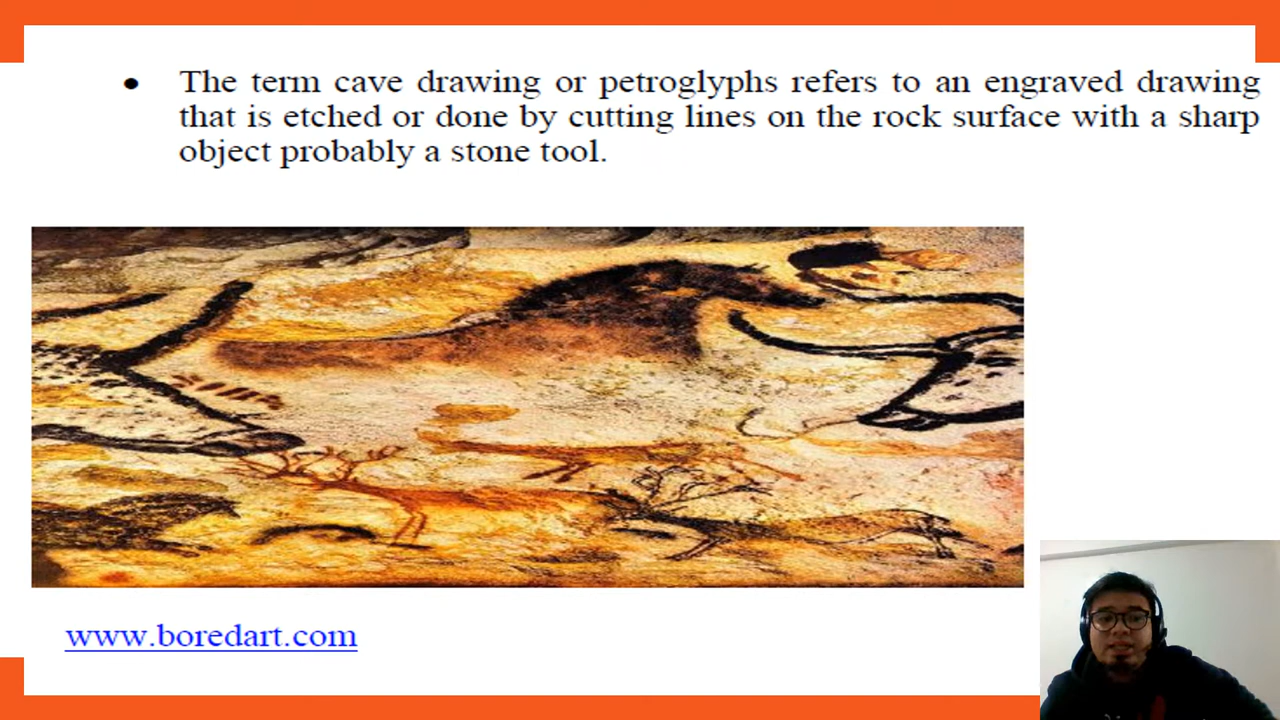 • The term cave drawing or petroglyphs refers to an engraved drawing
that is etched or done by cutting lines on the rock surface with a sharp
object probably a stone tool.
www.boredart.com